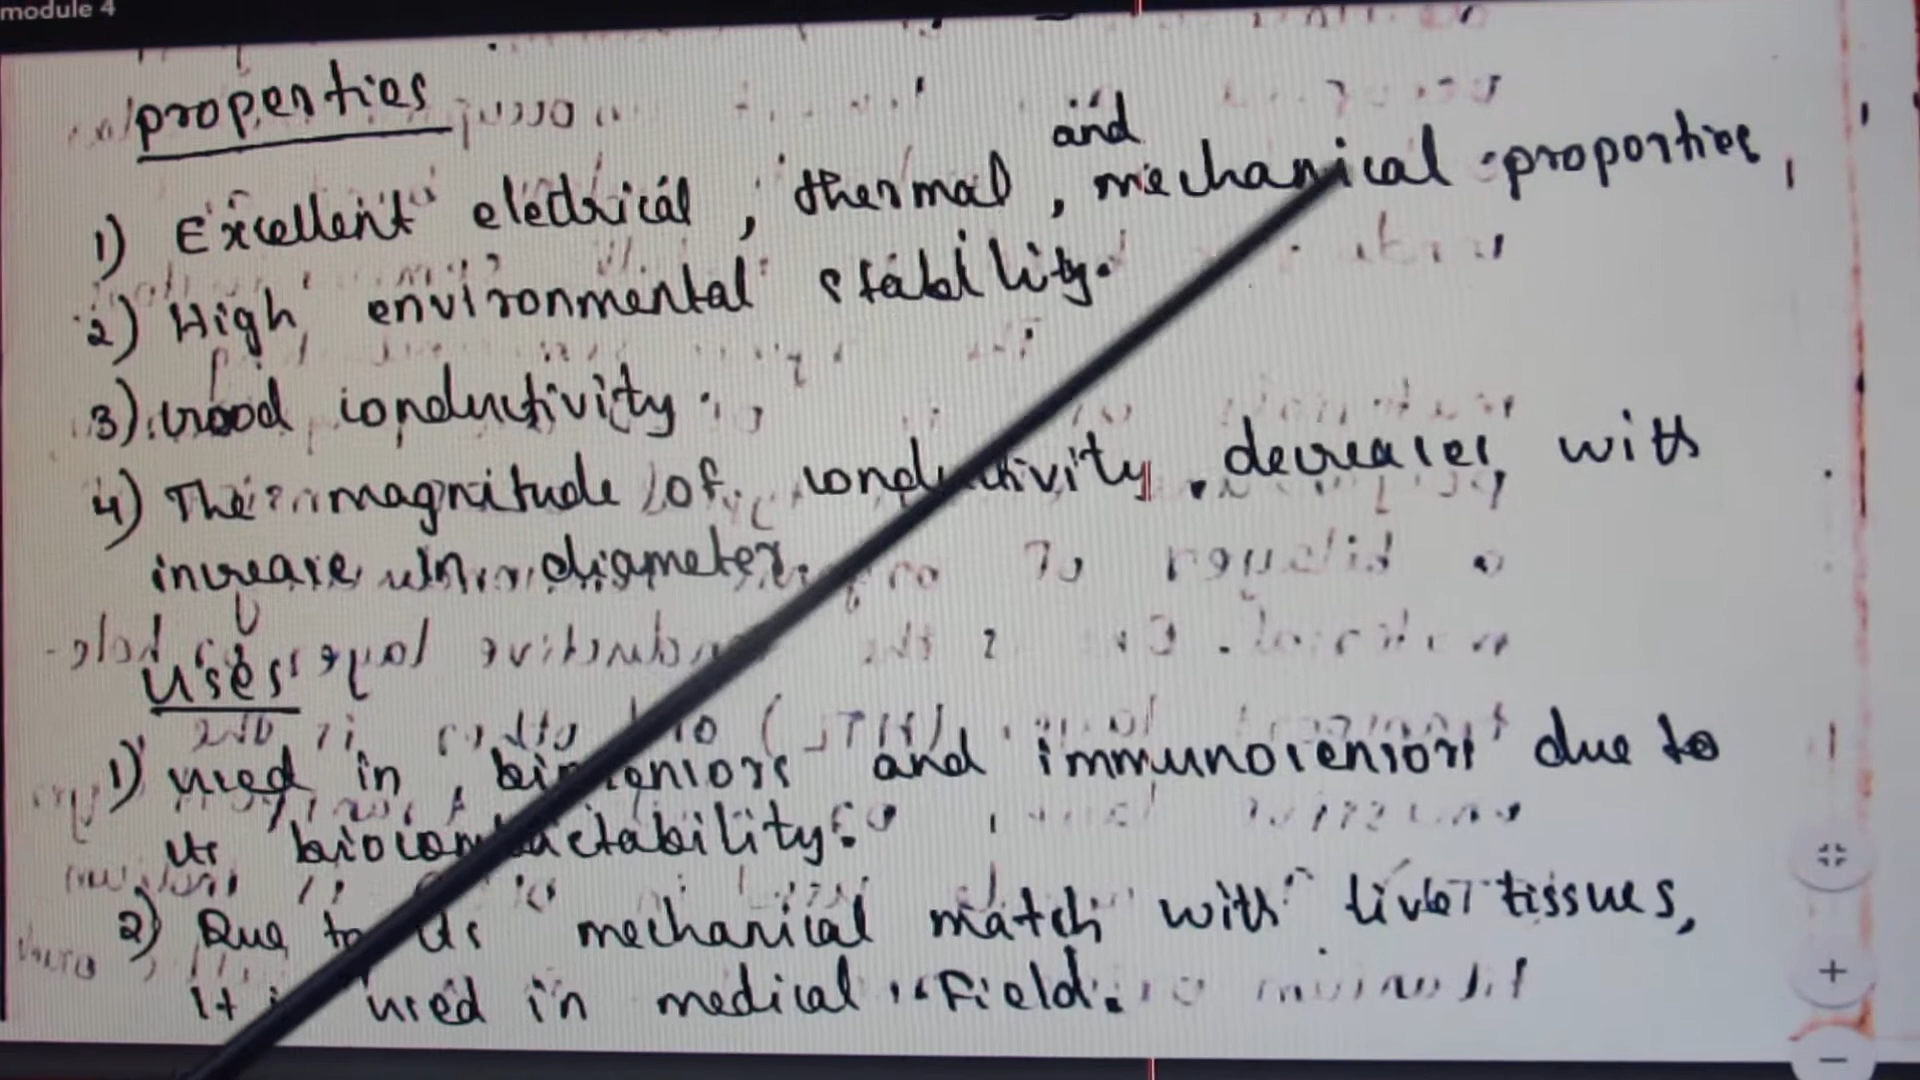 module 4
properties
and
1) Excellent electrical, thermal, mechanical properties,
2) High environmental stability.
3) Good conductivity.
4) The magnitude of conductivity decreases with
increase in diameter.
Uses
1) used in biosensors and immunosensors due to
its
2) Due to its mechanical match with tissues,
It is used in medical Field.